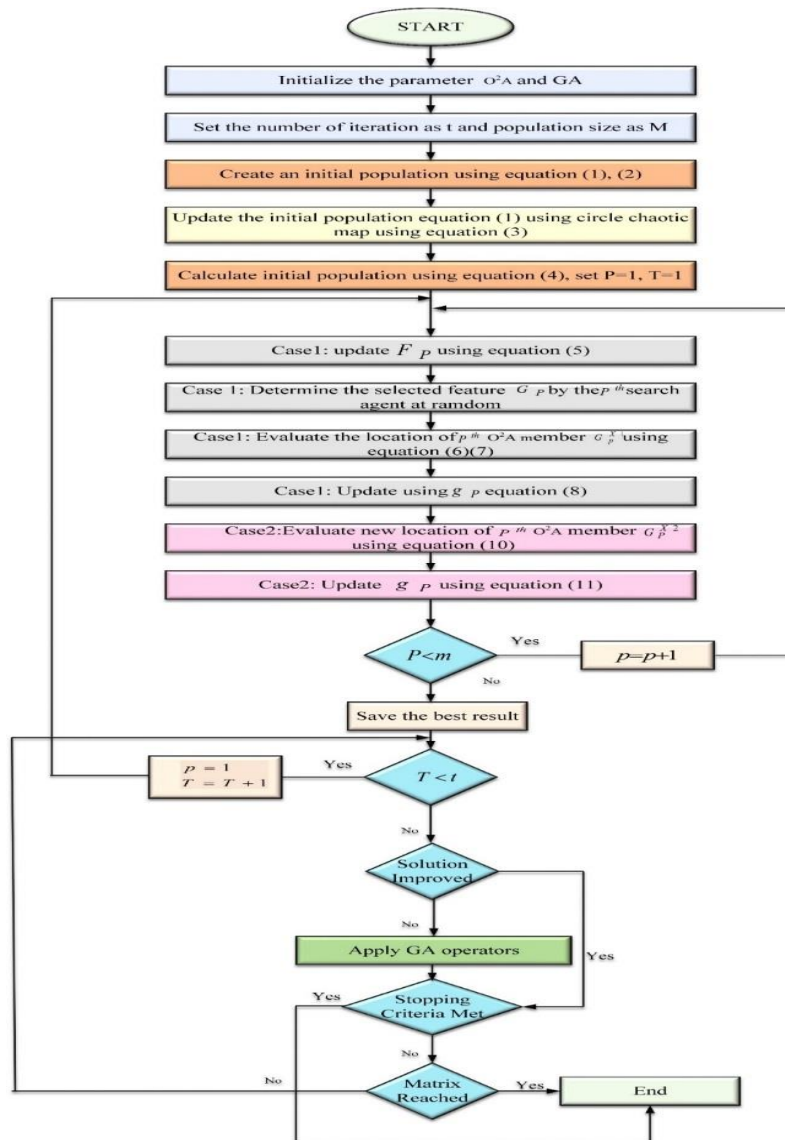 START
Initialize the parameter O²A and GA
Set the number of iteration as t and population size as M
Create an initial population using equation (1), (2)
Update the initial population equation (1) using circle chaotic
map using equation (3)
Calculate initial population using equation (4), set P=1, T=1
Case1: update F P using equation (5)
Case 1: Determine the selected feature G P by the P th search
agent at ramdom
Case1: Evaluate the location of P th O²A member G P X 1 using
equation (6)(7)
Case1: Update using g P equation (8)
Case2:Evaluate new location of P th O²A member G P X 2
using equation (10)
Case2: Update g P using equation (11)
P<m
Yes
p=p+1
No
Save the best result
p = 1
T = T + 1
Yes
T < t
No
Solution
Improved
No
Apply GA operators
Yes
Yes
Stopping
Criteria Met
No
No
Matrix
Reached
Yes
End